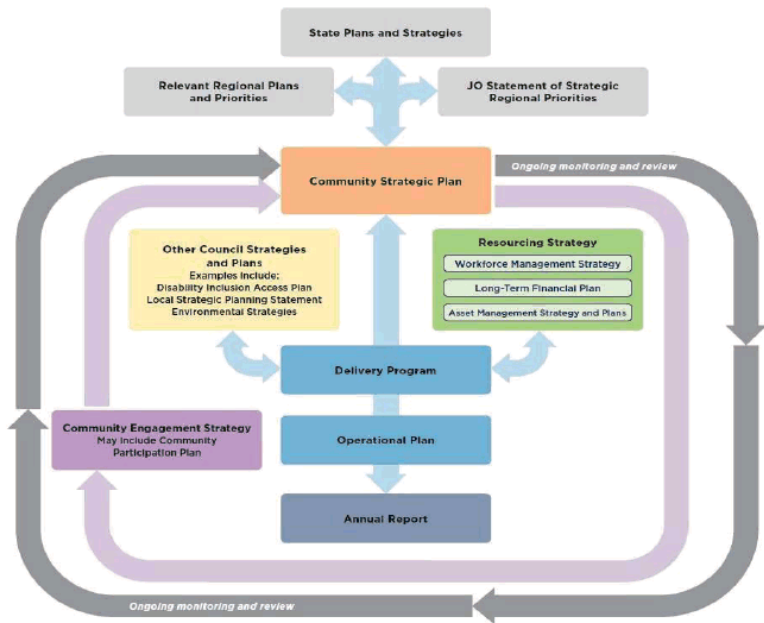 State Plans and Strategies
Relevant Regional Plans
and Priorities
JO Statement of Strategic
Regional Priorities
Community Strategic Plan
Ongoing monitoring and review
Other Council Strategies
and Plans
Examples Include:
Disability Inclusion Access Plan
Local Strategic Planning Statement
Environmental Strategies
Resourcing Strategy
Workforce Management Strategy
Long-Term Financial Plan
Asset Management Strategy and Plans
Delivery Program
Community Engagement Strategy
May Include Community
Participation Plan
Operational Plan
Annual Report
Ongoing monitoring and review